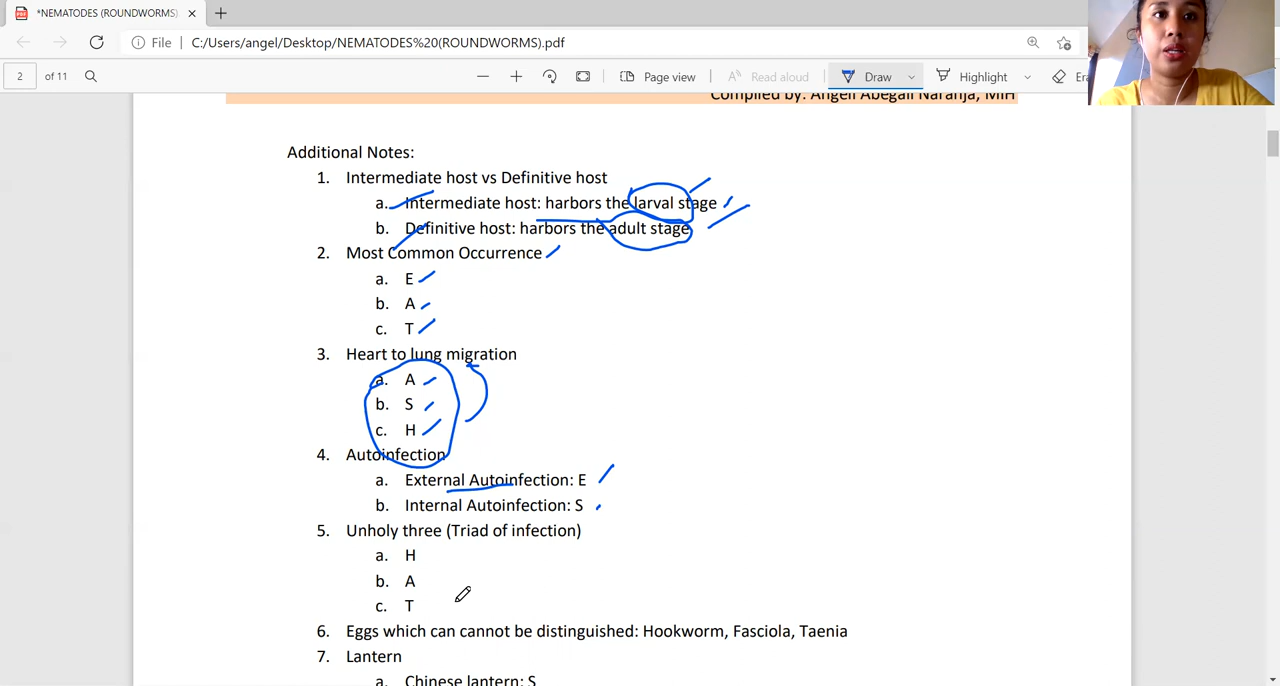 *NEMATODES (ROUNDWORMS)
File C:/Users/angel/Desktop/NEMATODES%20(ROUNDWORMS).pdf
2 of 11 Page view Read aloud Draw Highlight
Compiled by: Angeli Abegail Naranja, MIH
Additional Notes:
1. Intermediate host vs Definitive host
a. Intermediate host: harbors the larval stage
b. Definitive host: harbors the adult stage
2. Most Common Occurrence
a. E
b. A
c. T
3. Heart to lung migration
a. A
b. S
c. H
4. Autoinfection
a. External Autoinfection: E
b. Internal Autoinfection: S
5. Unholy three (Triad of infection)
a. H
b. A
c. T
6. Eggs which can cannot be distinguished: Hookworm, Fasciola, Taenia
7. Lantern
a. Chinese lantern: S